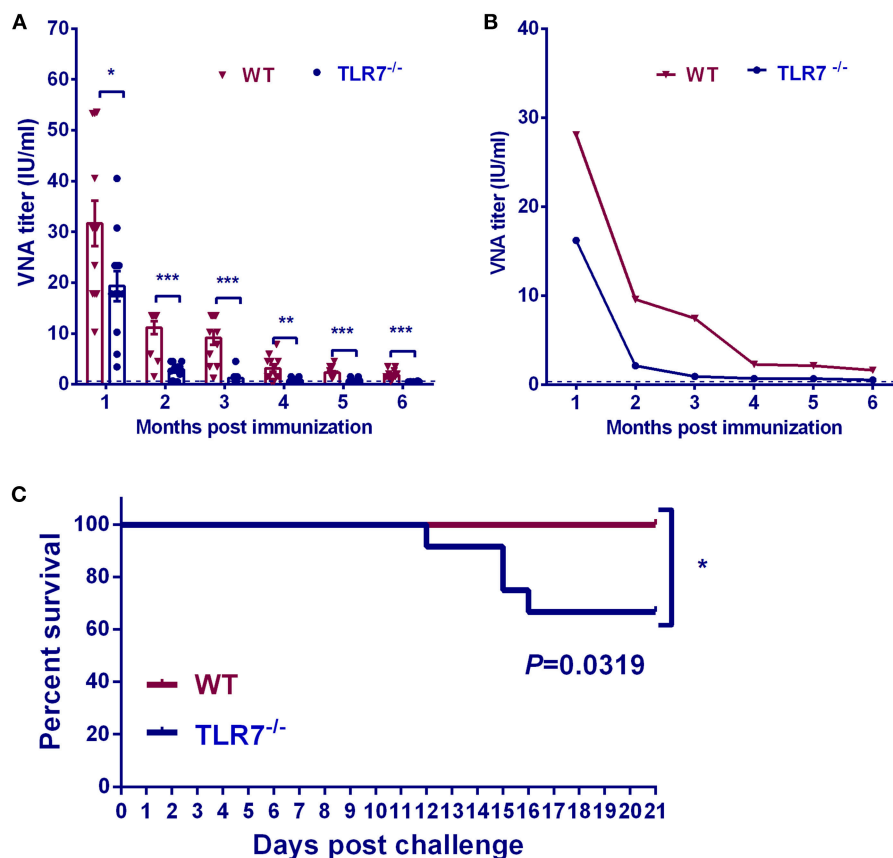 A
WT TLR7-/-
VNA titer (IU/ml)
70
60
50
40
30
20
10
0
* *** *** ** *** ***
1 2 3 4 5 6
Months post immunization
B
WT TLR7 -/-
VNA titer (IU/ml)
40
30
20
10
0
1 2 3 4 5 6
Months post immunization
C
Percent survival
100
80
60
40
20
0
*
P=0.0319
WT
TLR7-/-
0 1 2 3 4 5 6 7 8 9 10 11 12 13 14 15 16 17 18 19 20 21
Days post challenge